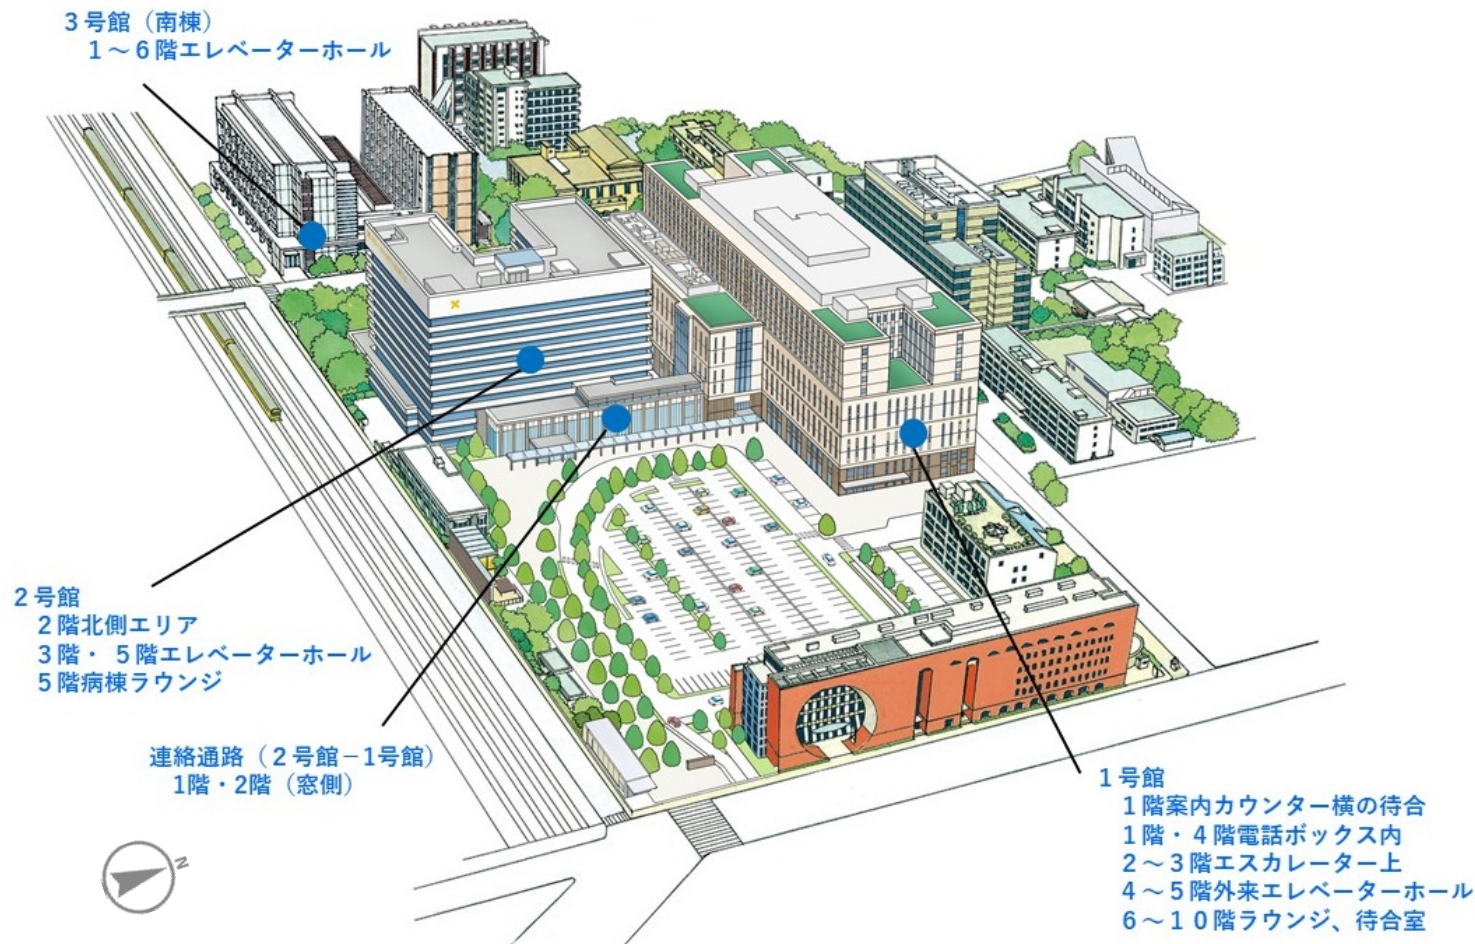 3号館（南棟）
1～6階エレベーターホール
2号館
2階北側エリア
3階・ 5階エレベーターホール
5階病棟ラウンジ
連絡通路（２号館－1号館）
1階・2階（窓側）
1号館
1階案内カウンター横の待合
1階・４階電話ボックス内
２～３階エスカレーター上
４～５階外来エレベーターホール
６～１０階ラウンジ、待合室
N